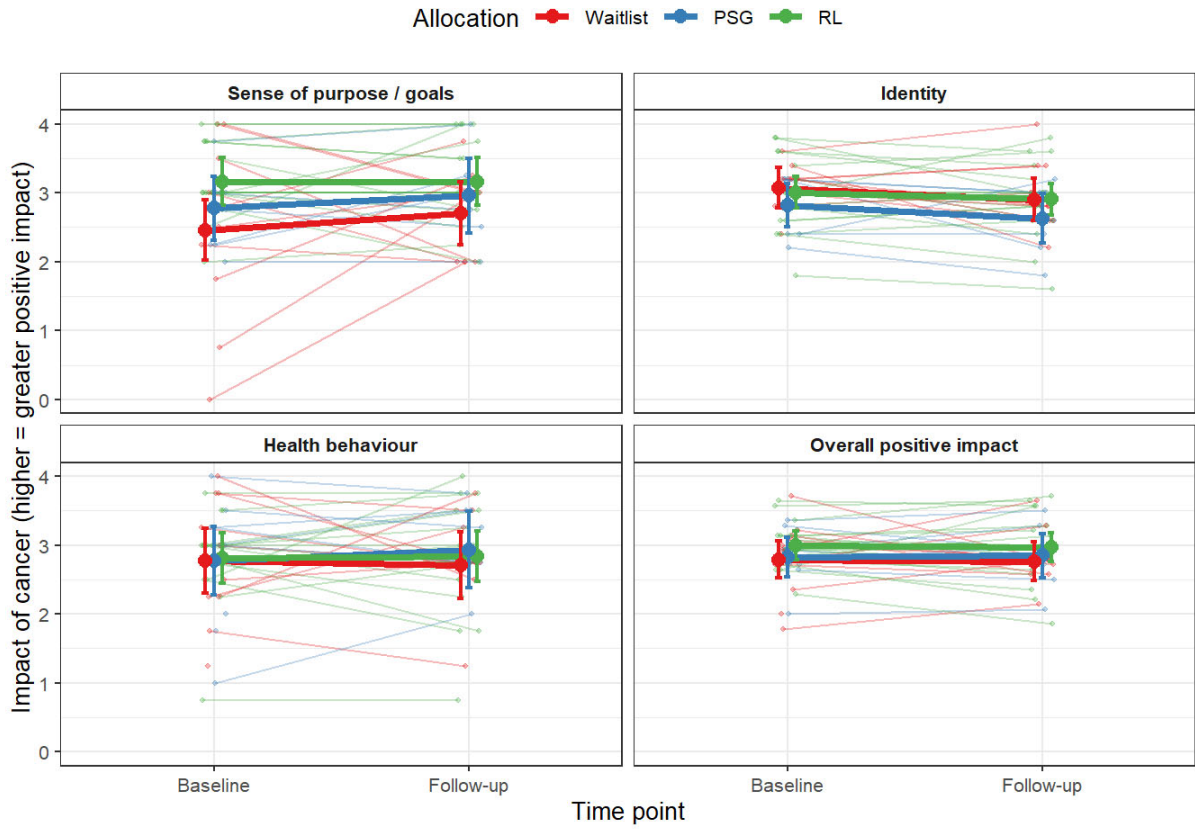 Allocation Waitlist PSG RL
Sense of purpose / goals
Identity
4
3
2
1
0
Health behaviour
Overall positive impact
4
3
2
1
0
Impact of cancer (higher = greater positive impact)
Baseline Follow-up Baseline Follow-up
Time point